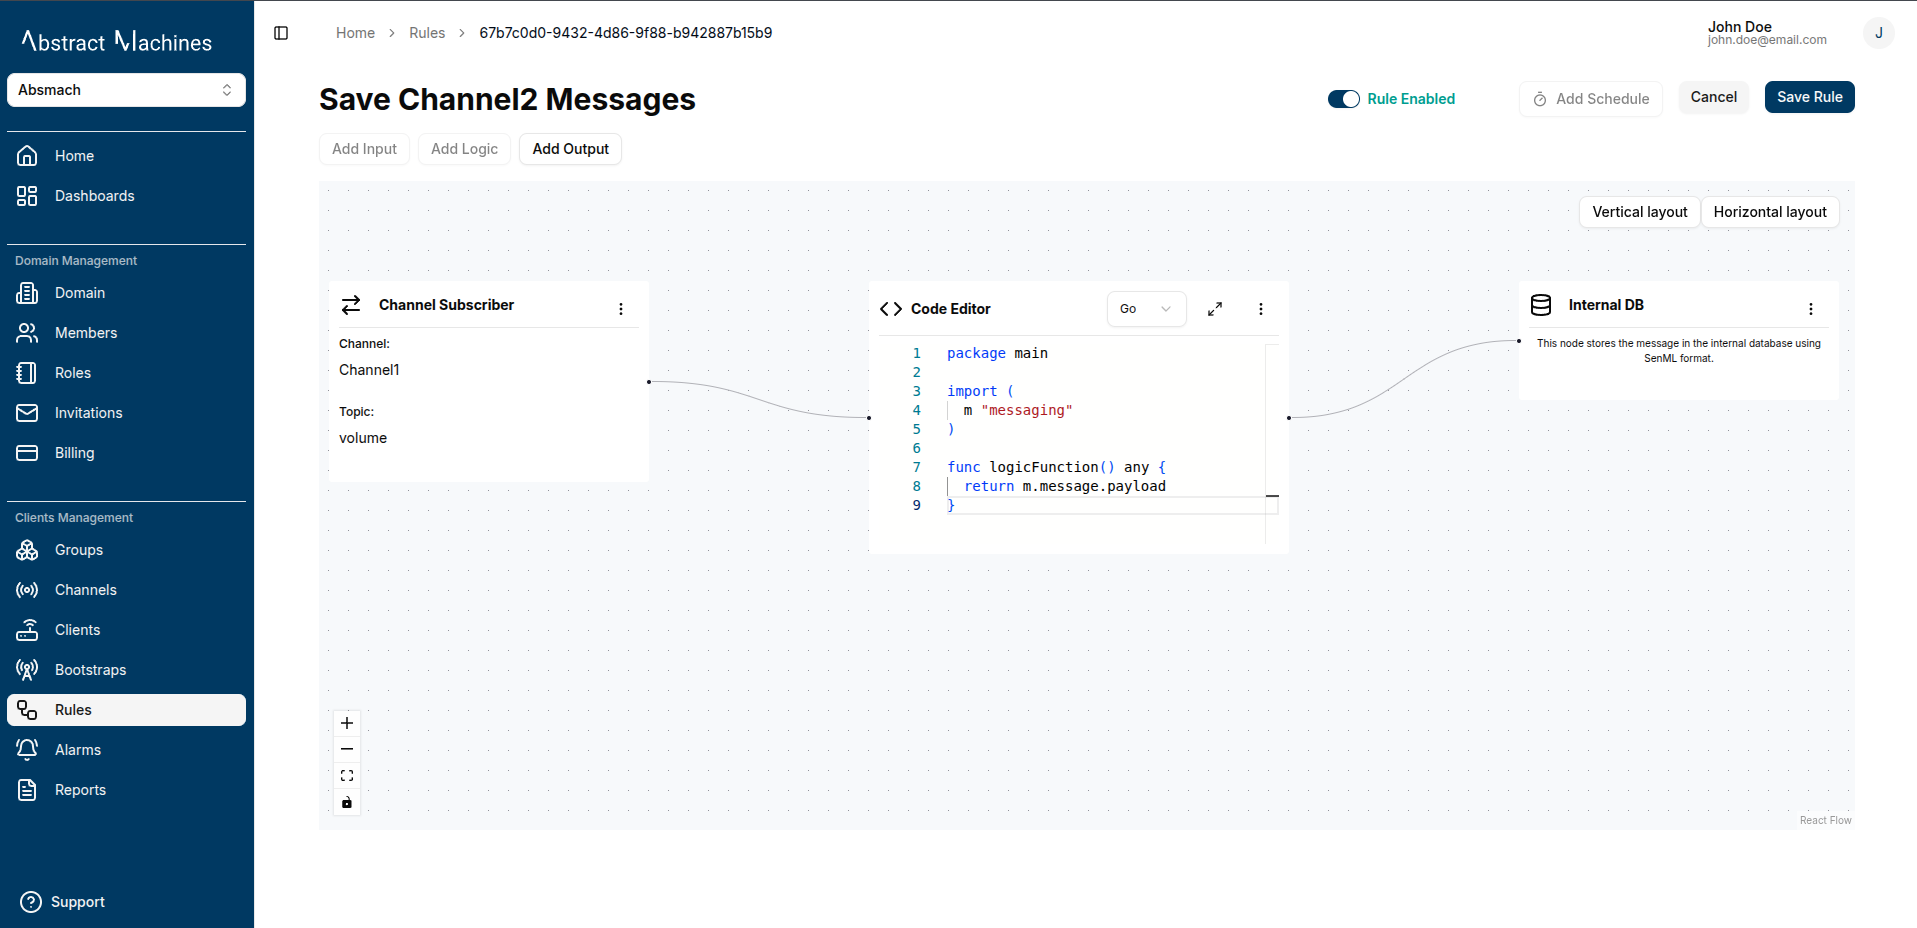 Abstract Machines
Absmach
Home
Dashboards
Domain Management
Domain
Members
Roles
Invitations
Billing
Clients Management
Groups
Channels
Clients
Bootstraps
Rules
Alarms
Reports
Support
Home > Rules > 67b7c0d0-9432-4d86-9f88-b942887b15b9
John Doe
john.doe@email.com
J
Save Channel2 Messages
Rule Enabled
Add Schedule
Cancel
Save Rule
Add Input
Add Logic
Add Output
Vertical layout
Horizontal layout
Channel Subscriber
Channel:
Channel1
Topic:
volume
Code Editor
Go
1 package main
2
3 import (
4 m "messaging"
5 )
6
7 func logicFunction() any {
8 return m.message.payload
9 }
Internal DB
This node stores the message in the internal database using
SenML format.
React Flow